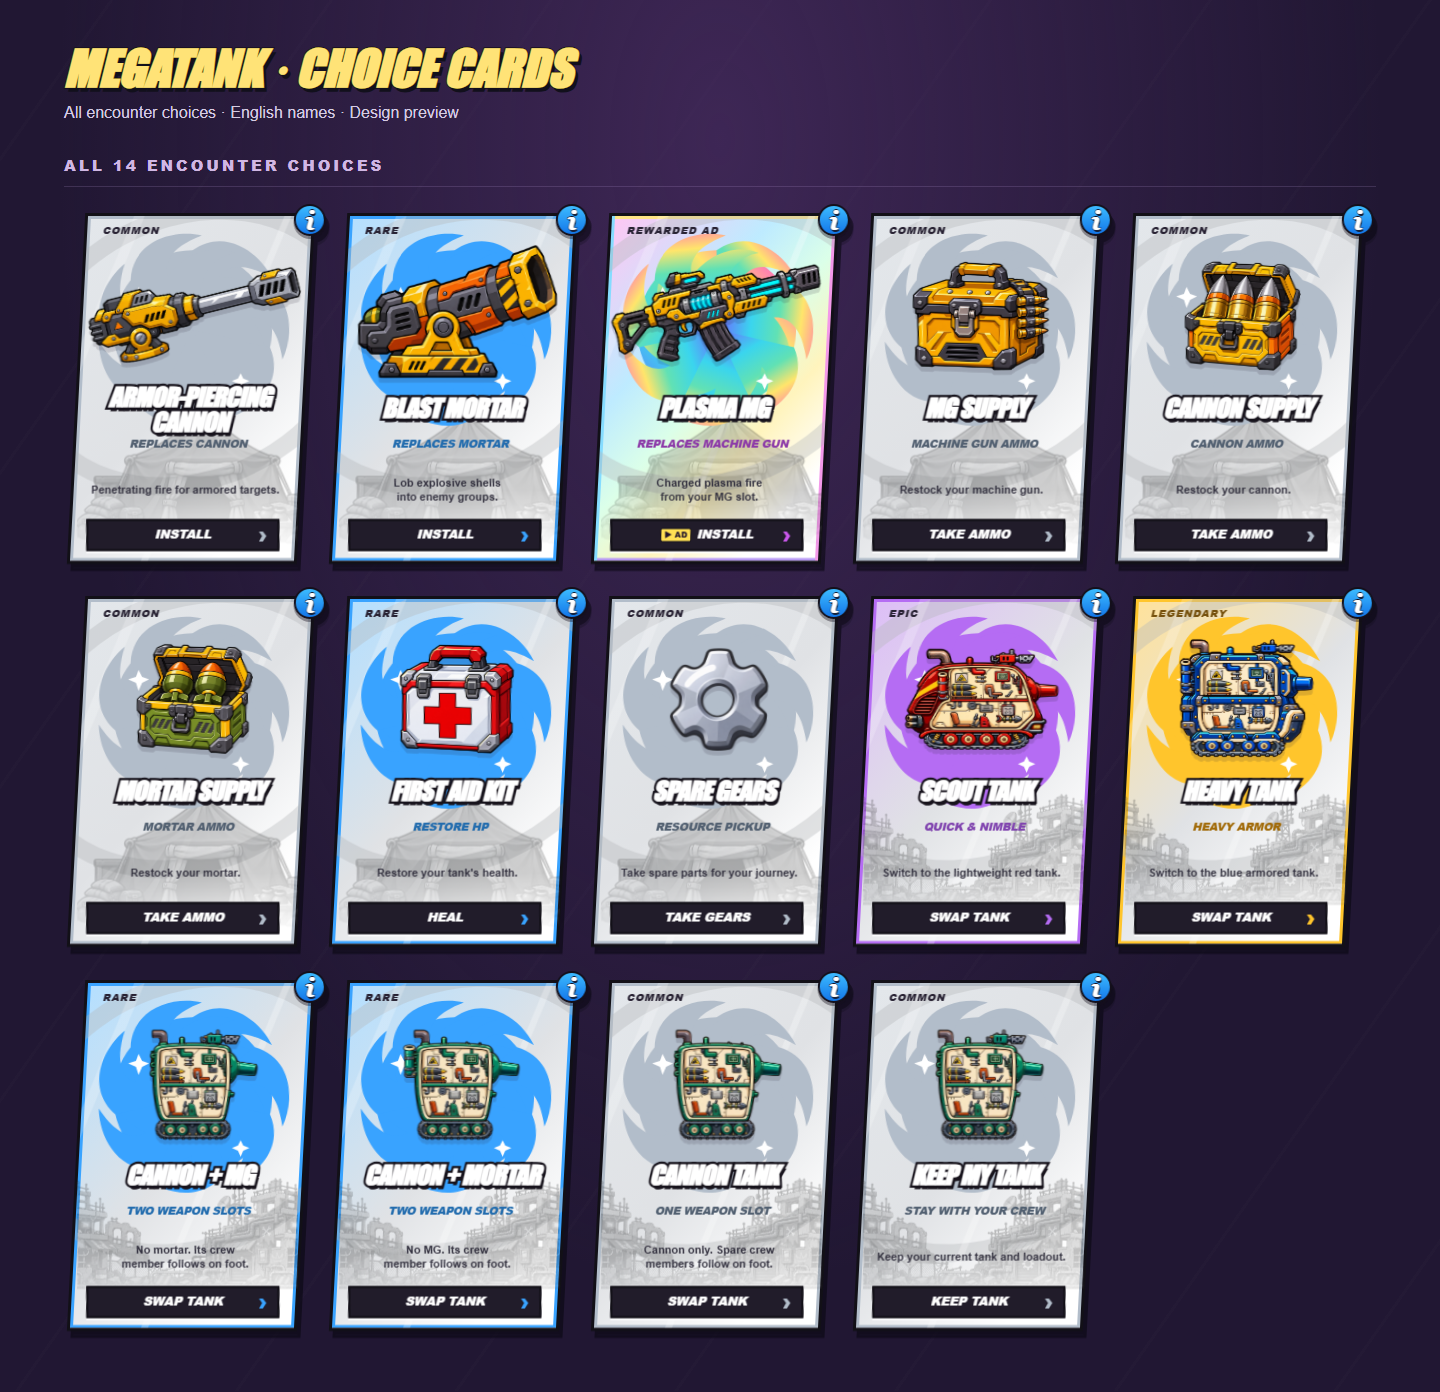 MEGATANK · CHOICE CARDS
All encounter choices · English names · Design preview
ALL 14 ENCOUNTER CHOICES
COMMON
i
ARMOR-PIERCING
CANNON
REPLACES CANNON
Penetrating fire for armored targets.
INSTALL ›
RARE
i
BLAST MORTAR
REPLACES MORTAR
Lob explosive shells
into enemy groups.
INSTALL ›
REWARDED AD
i
PLASMA MG
REPLACES MACHINE GUN
Charged plasma fire
from your MG slot.
▶ AD INSTALL ›
COMMON
i
MG SUPPLY
MACHINE GUN AMMO
Restock your machine gun.
TAKE AMMO ›
COMMON
i
CANNON SUPPLY
CANNON AMMO
Restock your cannon.
TAKE AMMO ›
COMMON
i
MORTAR SUPPLY
MORTAR AMMO
Restock your mortar.
TAKE AMMO ›
RARE
i
FIRST AID KIT
RESTORE HP
Restore your tank's health.
HEAL ›
COMMON
i
SPARE GEARS
RESOURCE PICKUP
Take spare parts for your journey.
TAKE GEARS ›
EPIC
i
SCOUT TANK
QUICK & NIMBLE
Switch to the lightweight red tank.
SWAP TANK ›
LEGENDARY
i
HEAVY TANK
HEAVY ARMOR
Switch to the blue armored tank.
SWAP TANK ›
RARE
i
CANNON + MG
TWO WEAPON SLOTS
No mortar. Its crew
member follows on foot.
SWAP TANK ›
RARE
i
CANNON + MORTAR
TWO WEAPON SLOTS
No MG. Its crew
member follows on foot.
SWAP TANK ›
COMMON
i
CANNON TANK
ONE WEAPON SLOT
Cannon only. Spare crew
members follow on foot.
SWAP TANK ›
COMMON
i
KEEP MY TANK
STAY WITH YOUR CREW
Keep your current tank and loadout.
KEEP TANK ›